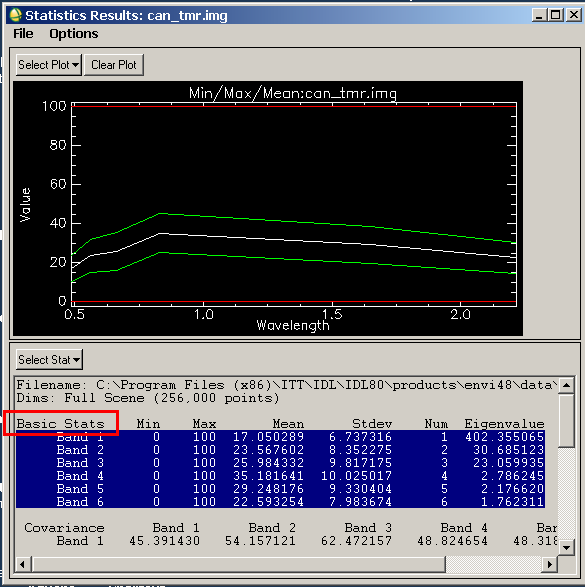 Statistics Results: can_tmr.img
File Options
Select Plot Clear Plot
Min/Max/Mean:can_tmr.img
100
80
60
40
20
0
Value
0.5 1.0 1.5 2.0
Wavelength
Select Stat
Filename: C:\Program Files (x86)\ITT\IDL\IDL80\products\envi48\data\
Dims: Full Scene (256,000 points)
Basic Stats Min Max Mean Stdev Num Eigenvalue
Band 1 0 100 17.050289 6.737316 1 402.355065
Band 2 0 100 23.567602 8.352275 2 30.685123
Band 3 0 100 25.984332 9.817175 3 23.059935
Band 4 0 100 35.181641 10.025017 4 2.786245
Band 5 0 100 29.248176 9.330404 5 2.176620
Band 6 0 100 22.593254 7.983674 6 1.762311
Covariance Band 1 Band 2 Band 3 Band 4 Ban
Band 1 45.391430 54.157121 62.472157 48.824654 48.318